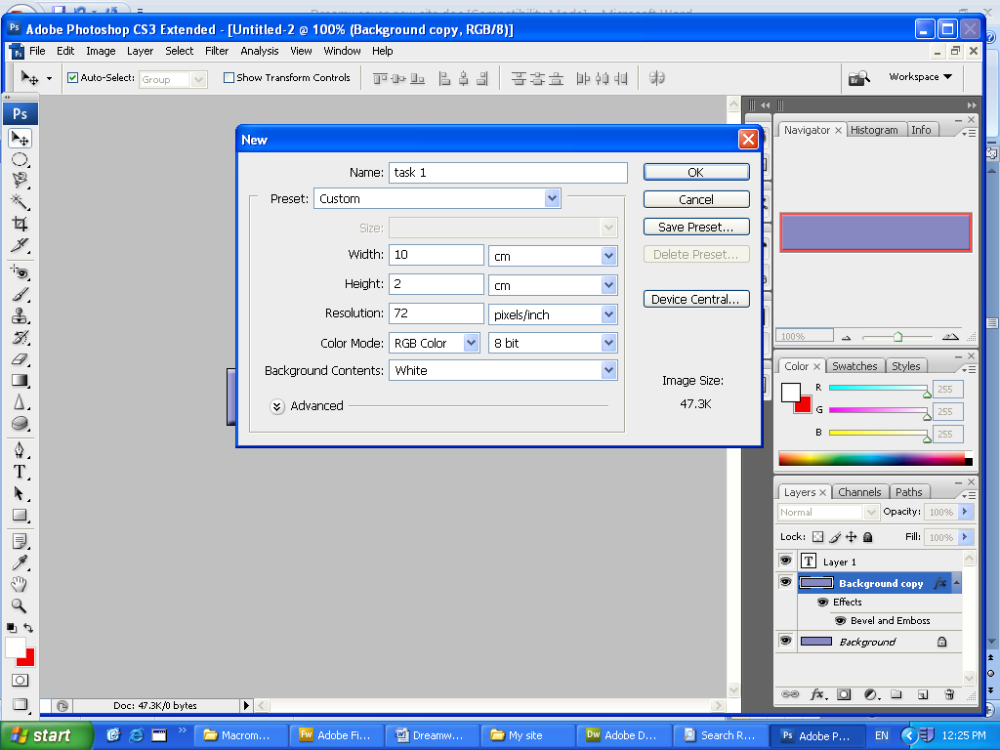 Adobe Photoshop CS3 Extended - [Untitled-2 @ 100% (Background copy, RGB/8)]
File Edit Image Layer Select Filter Analysis View Window Help
Auto-Select: Group Show Transform Controls Workspace
Ps
New
Name: task 1 OK
Preset: Custom Cancel
Size: Save Preset...
Width: 10 cm Delete Preset...
Height: 2 cm
Device Central...
Resolution: 72 pixels/inch
Color Mode: RGB Color 8 bit
Background Contents: White
Image Size:
47.3K
Advanced
Navigator Histogram Info
100%
Color Swatches Styles
R 255
G 255
B 255
Layers Channels Paths
Normal Opacity: 100%
Lock: Fill: 100%
T Layer 1
Background copy fx
Effects
Bevel and Emboss
Background
Doc: 47.3K/0 bytes
start Macrom... Adobe Fi... Dreamw... My site Adobe D... Search R... Adobe P... EN 12:25 PM